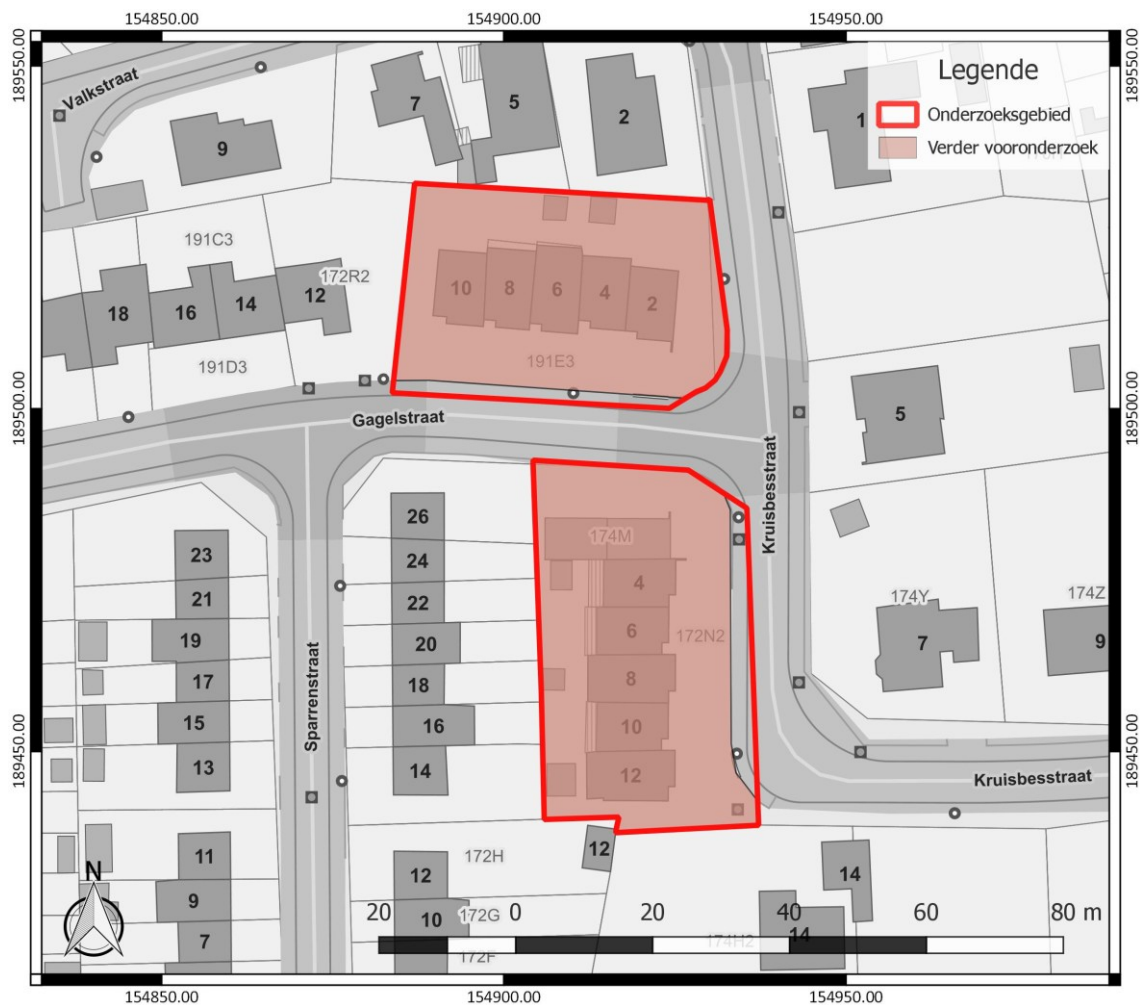 154850.00
154900.00
154950.00
189550.00
189550.00
Legende
Onderzoeksgebied
Verder vooronderzoek
Valkstraat
7
5
2
1
9
191C3
172R2
18
16
14
12
191D3
10
8
6
4
2
191E3
189500.00
189500.00
Gagelstraat
5
Kruisbesstraat
26
24
22
20
18
16
14
23
21
19
17
15
13
Sparrenstraat
174M
4
6
172N2
8
10
12
174Y
7
174Z
9
189450.00
189450.00
Kruisbesstraat
11
9
7
12
172H
10
172G
172F
12
14
14
174H2
N
20 0 20 40 60 80 m
154850.00
154900.00
154950.00